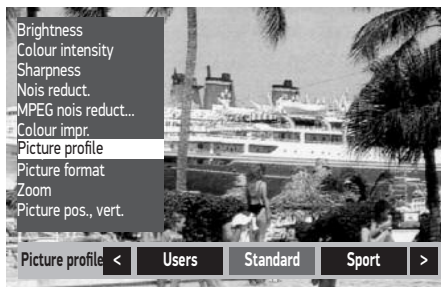 Brightness
Colour intensity
Sharpness
Nois reduct.
MPEG nois reduct...
Colour impr.
Picture profile
Picture format
Zoom
Picture pos., vert.
Picture profile < Users Standard Sport >